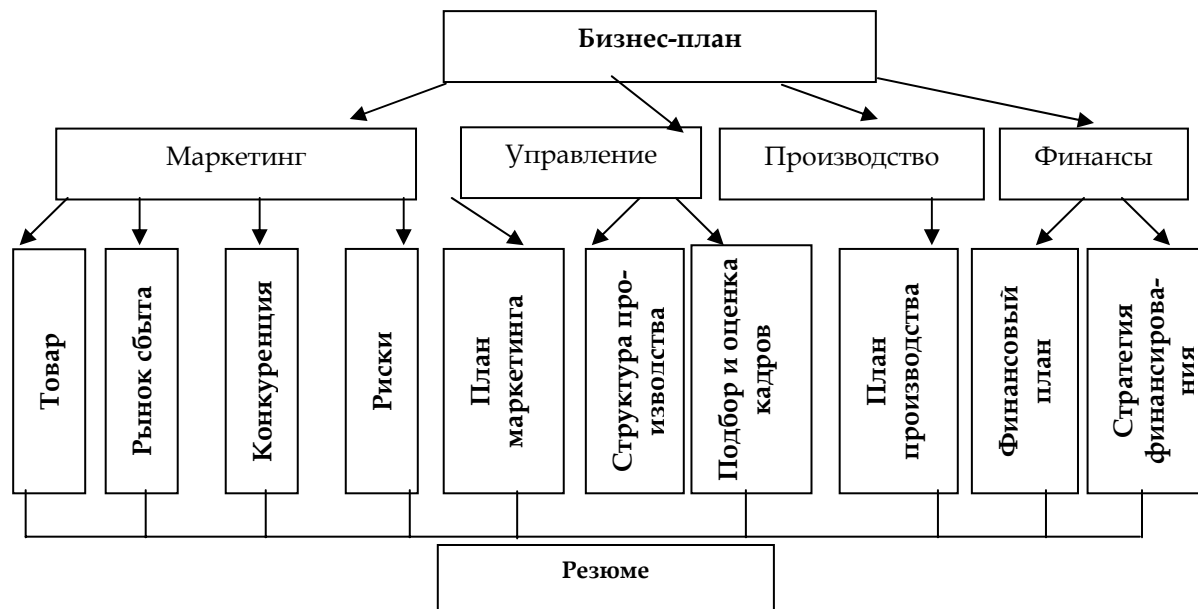 Бизнес-план
Маркетинг
Управление
Производство
Финансы
Товар
Рынок сбыта
Конкуренция
Риски
План
маркетинга
Структура про-
изводства
Подбор и оценка
кадров
План
производства
Финансовый
план
Стратегия
финансирова-
ния
Резюме